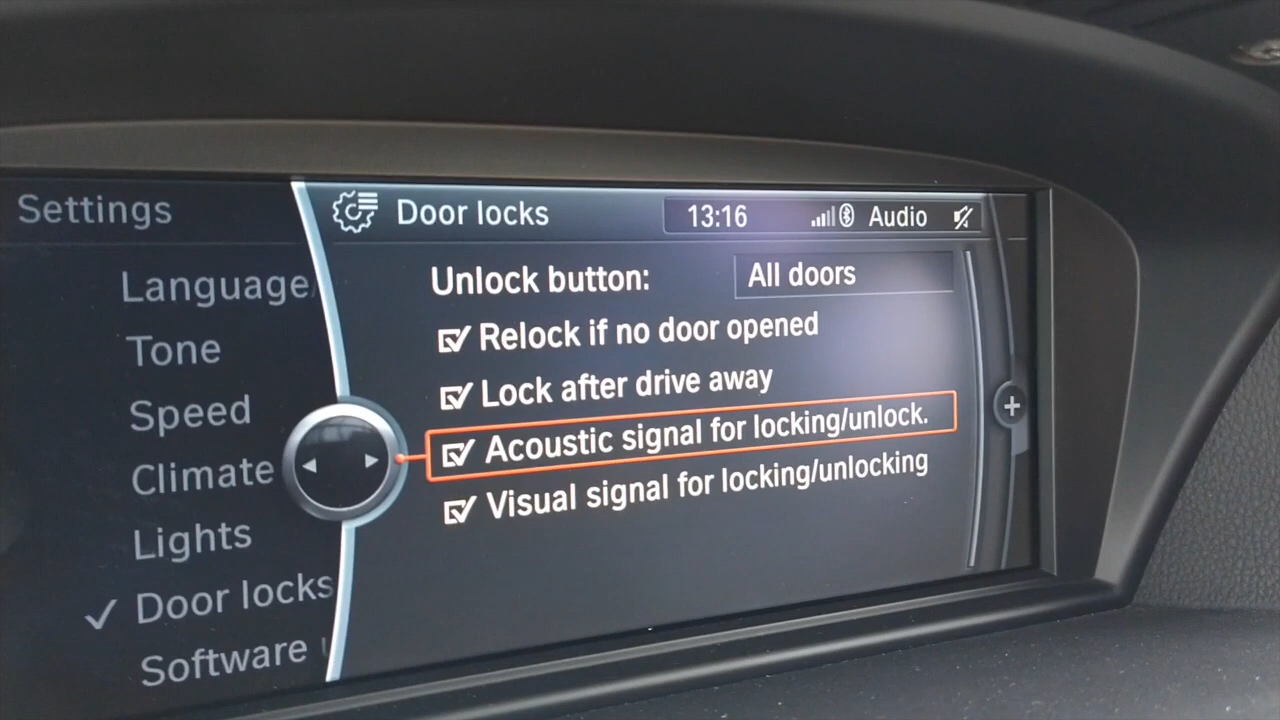 Settings
Language
Tone
Speed
Climate
Lights
✓ Door locks
Software
Door locks
13:16 Audio
Unlock button: All doors
Relock if no door opened
Lock after drive away
Acoustic signal for locking/unlock.
Visual signal for locking/unlocking
+